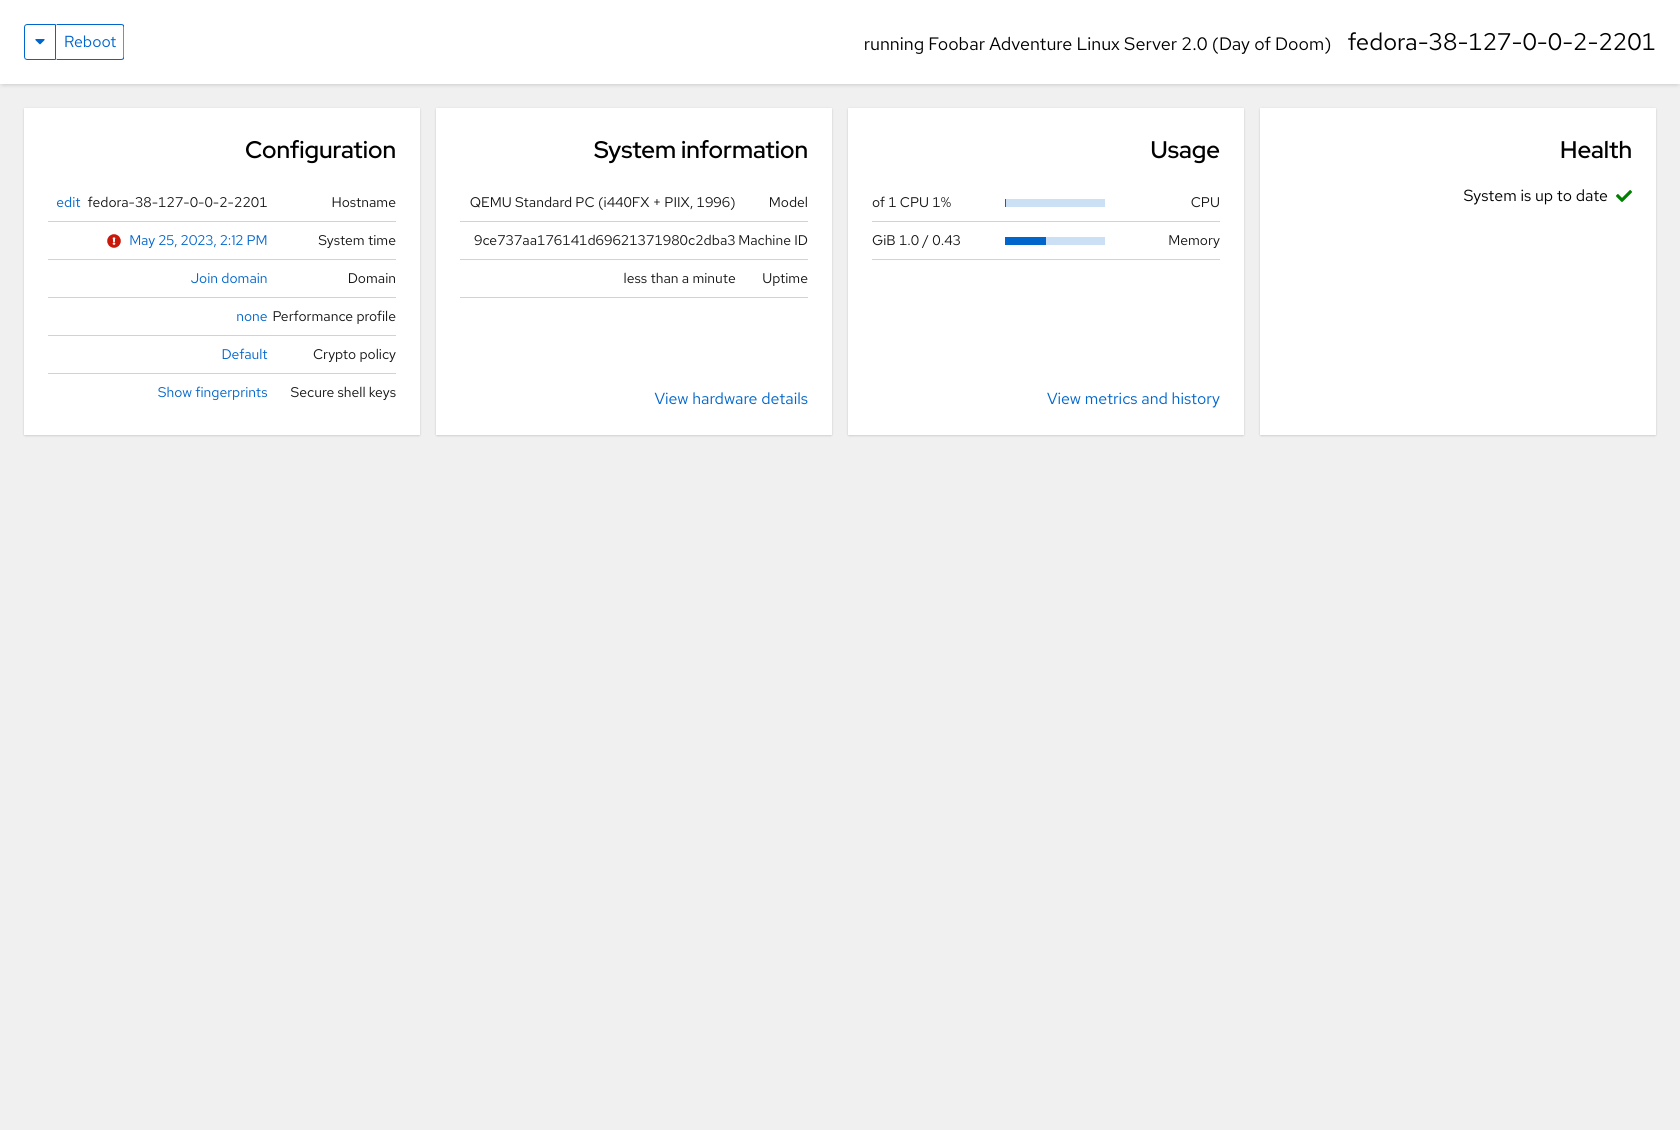 fedora-38-127-0-0-2-2201
running Foobar Adventure Linux Server 2.0 (Day of Doom)
Reboot
Health
System is up to date
Usage
CPU of 1 CPU 1%
Memory GiB 1.0 / 0.43
View metrics and history
System information
Model QEMU Standard PC (i440FX + PIIX, 1996)
Machine ID 9ce737aa176141d69621371980c2dba3
Uptime less than a minute
View hardware details
Configuration
Hostname fedora-38-127-0-0-2-2201 edit
System time May 25, 2023, 2:12 PM
Domain Join domain
Performance profile none
Crypto policy Default
Secure shell keys Show fingerprints